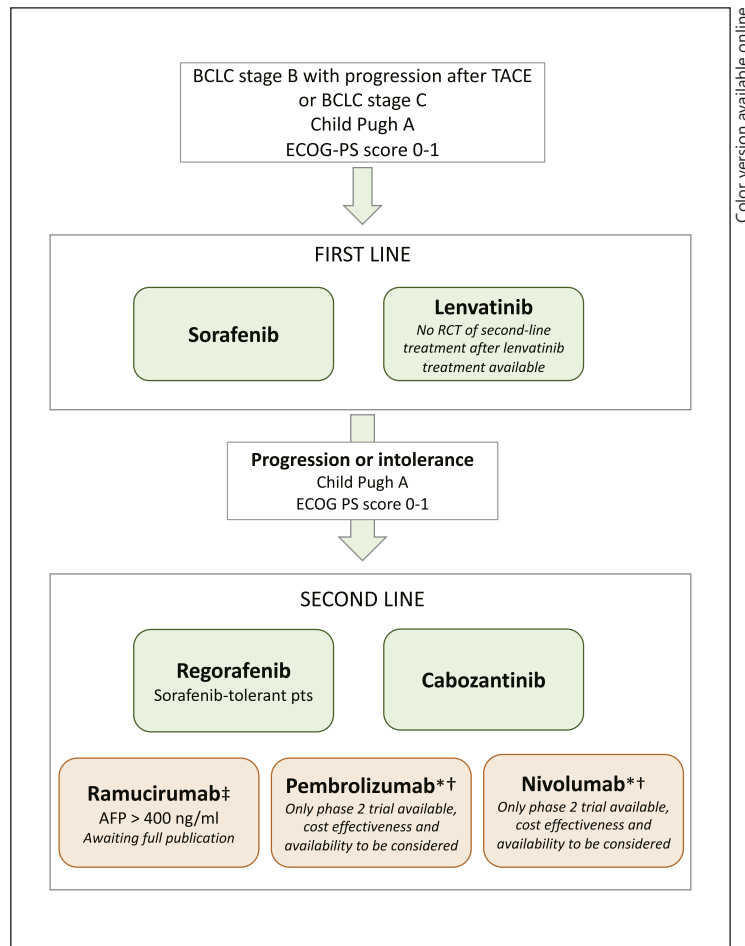 BCLC stage B with progression after TACE
or BCLC stage C
Child Pugh A
ECOG-PS score 0-1
FIRST LINE
Sorafenib
Lenvatinib
No RCT of second-line
treatment after lenvatinib
treatment available
Progression or intolerance
Child Pugh A
ECOG PS score 0-1
SECOND LINE
Regorafenib
Sorafenib-tolerant pts
Cabozantinib
Ramucirumab‡
AFP > 400 ng/ml
Awaiting full publication
Pembrolizumab*†
Only phase 2 trial available,
cost effectiveness and
availability to be considered
Nivolumab*†
Only phase 2 trial available,
cost effectiveness and
availability to be considered
Color version available online